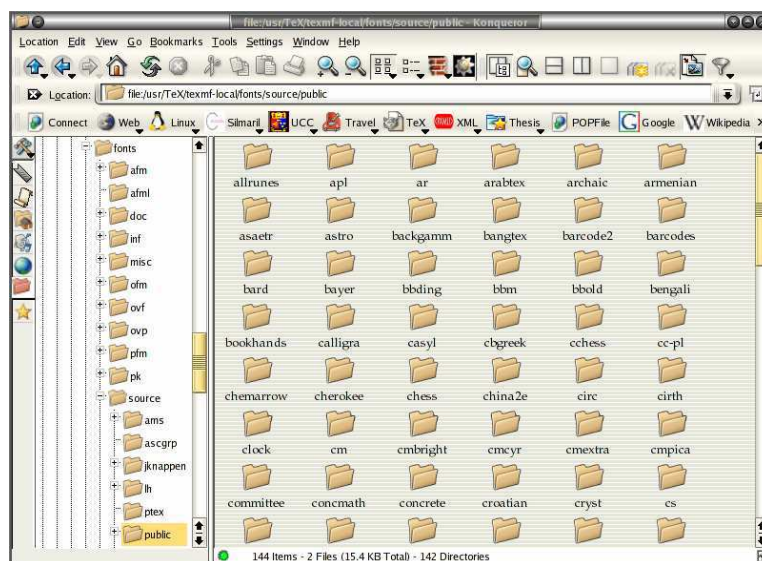 file:/usr/TeX/texmf-local/fonts/source/public - Konqueror
Location Edit View Go Bookmarks Tools Settings Window Help
Location: file:/usr/TeX/texmf-local/fonts/source/public
Connect Web Linux Silmaril UCC Travel TeX XML Thesis POPFile Google Wikipedia
fonts
afm
afml
doc
inf
misc
ofm
ovf
ovp
pfm
pk
source
ams
ascgrp
jknappen
lh
ptex
public
allrunes apl ar arabtex archaic armenian
asaetr astro backgamm bangtex barcode2 barcodes
bard bayer bbding bbm bbold bengali
bookhands calligra casyl cbgreek cchess cc-pl
chemarrow cherokee chess china2e circ cirth
clock cm cmbright cmcyr cmextra cmpica
committee concmath concrete croatian cryst cs
144 Items - 2 Files (15.4 KB Total) - 142 Directories